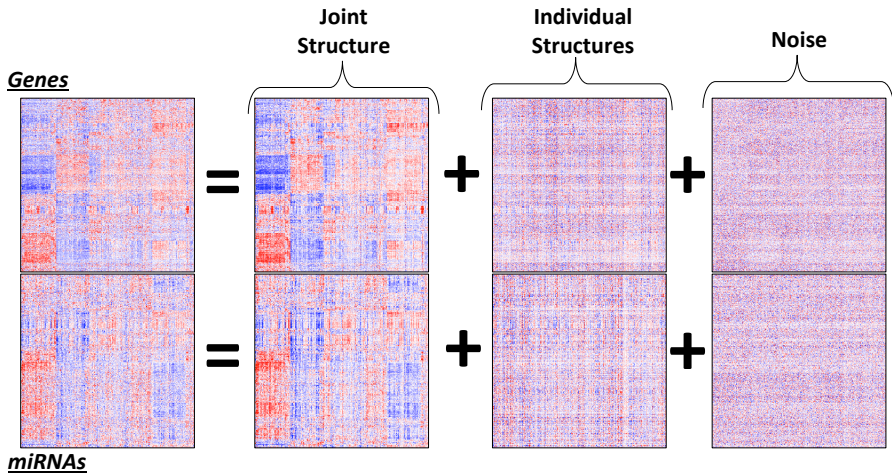 Joint
Structure
Individual
Structures
Noise
Genes
=
+
+
=
+
+
miRNAs